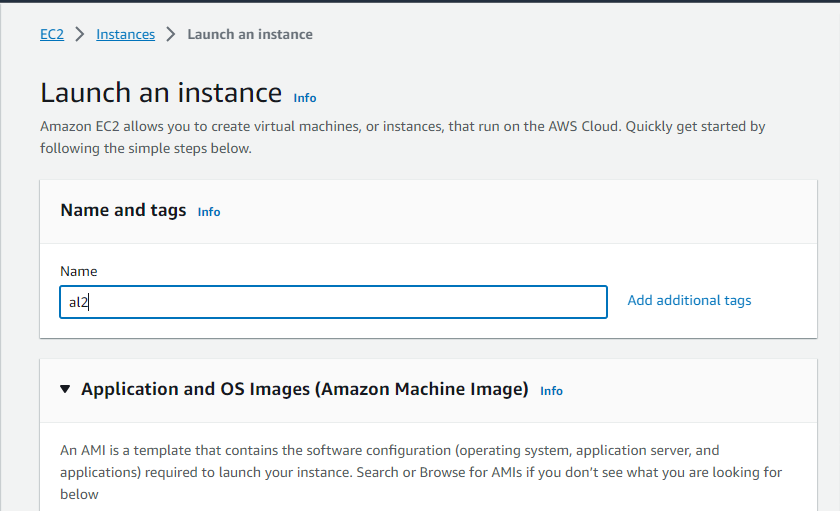 EC2 > Instances > Launch an instance
Launch an instance Info
Amazon EC2 allows you to create virtual machines, or instances, that run on the AWS Cloud. Quickly get started by
following the simple steps below.
Name and tags Info
Name
al2
Add additional tags
Application and OS Images (Amazon Machine Image) Info
An AMI is a template that contains the software configuration (operating system, application server, and
applications) required to launch your instance. Search or Browse for AMIs if you don’t see what you are looking for
below